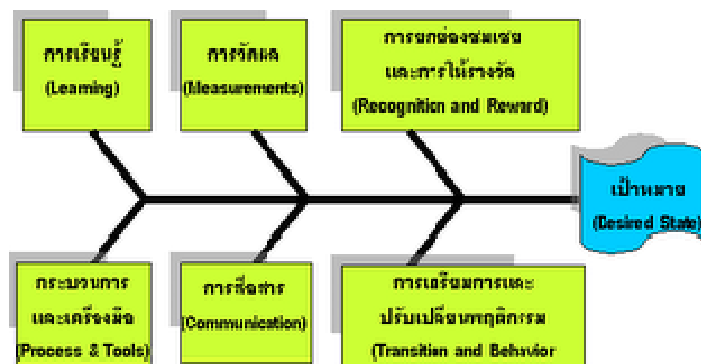 การเรียนรู้
(Learning)
การวัดผล
(Measurements)
การยกย่องชมเชย
และการให้รางวัล
(Recognition and Reward)
เป้าหมาย
(Desired State)
กระบวนการ
และเครื่องมือ
(Process & Tools)
การสื่อสาร
(Communication)
การเตรียมการและ
ปรับเปลี่ยนพฤติกรรม
(Transition and Behavior